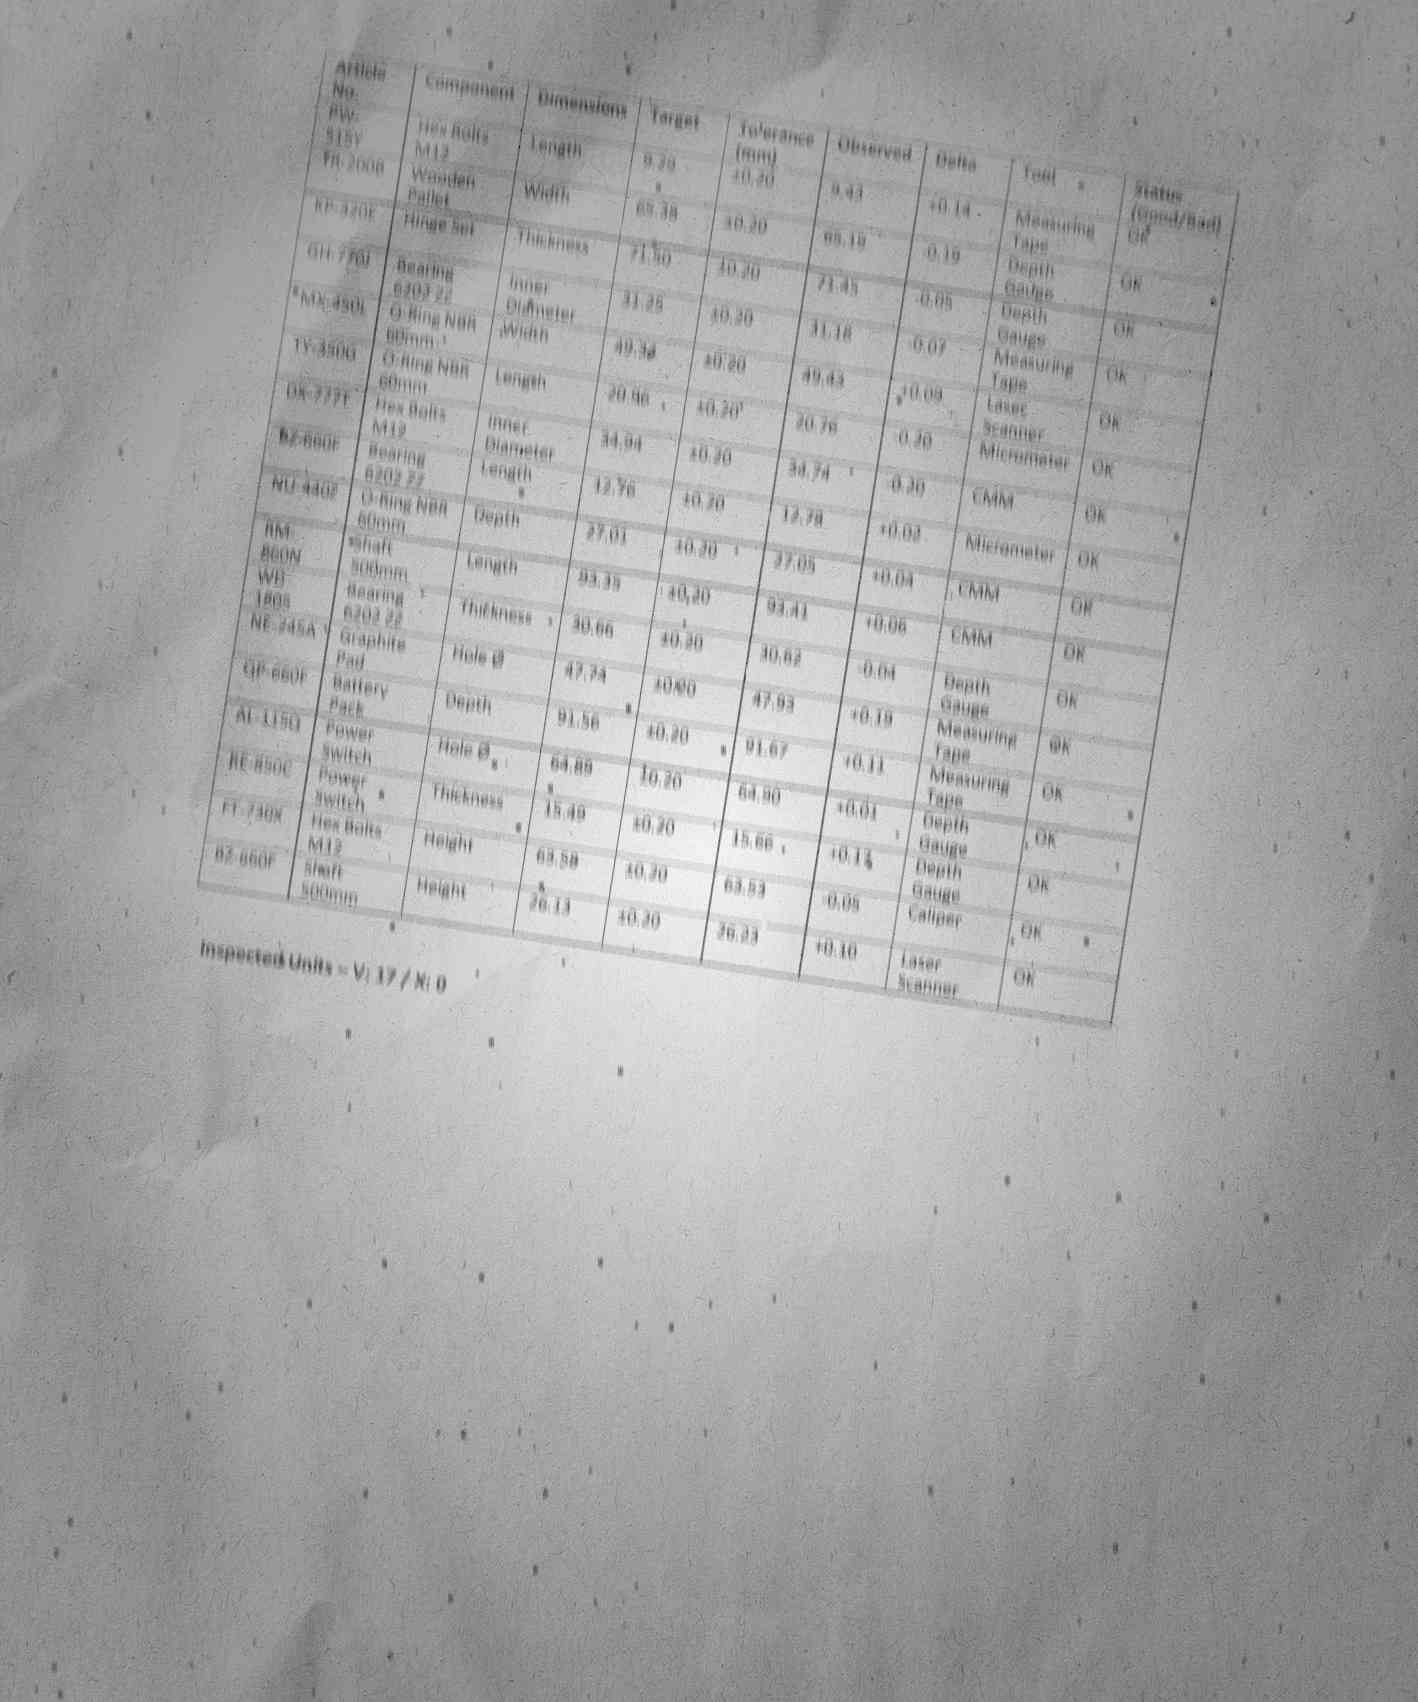 Article No. Component Dimensions Target Tolerance (mm) Observed Delta Tool Status (Good/Bad)
PW-515Y Hex Bolts M12 Length 9.29 ±0.20 9.43 +0.14 Measuring Tape OK
TR-200B Wooden Pallet Width 65.38 ±0.20 65.19 -0.19 Depth Gauge OK
KP-320E Hinge Set Thickness 71.50 ±0.20 71.45 -0.05 Depth Gauge OK
GH-770J Bearing 6202 ZZ Inner Diameter 31.25 ±0.20 31.18 -0.07 Measuring Tape OK
MX-450L O-Ring NBR 60mm Width 49.34 ±0.20 49.43 +0.09 Laser Scanner OK
TY-350G O-Ring NBR 60mm Length 20.96 ±0.20 20.76 -0.20 Micrometer OK
Hex Bolts M12 Inner Diameter 34.94 ±0.20 34.74 -0.20 CMM OK
BZ-660F Bearing 6202 ZZ Length 12.76 ±0.20 12.78 +0.02 Micrometer OK
NU-440Z O-Ring NBR 60mm Depth 27.01 ±0.20 27.05 +0.04 CMM OK
RM-860N Shaft 500mm Length 93.35 ±0.20 93.41 +0.06 CMM OK
180S Bearing 6202 ZZ Thickness 30.66 ±0.20 30.62 -0.04 Depth Gauge OK
NE-245A Graphite Pad Hole Ø 47.74 ±0.20 47.93 +0.19 Measuring Tape OK
QP-660F Battery Pack Depth 91.56 ±0.20 91.67 +0.11 Measuring Tape OK
AL-115Q Power Switch Hole Ø 64.89 ±0.20 64.90 +0.01 Depth Gauge OK
RE-850C Power Switch Thickness 15.49 ±0.20 15.66 +0.17 Depth Gauge OK
FT-730X Hex Bolts M12 Height 63.58 ±0.20 63.53 -0.05 Caliper OK
BZ-660F Shaft 500mm Height 26.13 ±0.20 26.23 +0.10 Laser Scanner OK
Inspected Units – V: 17 / X: 0